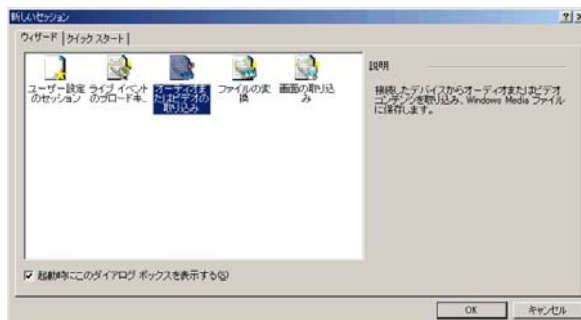 新しいセッション
ウィザード クイック スタート
ユーザー設定
のセッション
ライブ イベント
のブロードキ...
オーディオま
たはビデオの
取り込み
ファイルの変
換
画面の取り込
み
説明
接続したデバイスからオーディオまたはビデオ
コンテンツを取り込み、Windows Media ファイル
に保存します。
起動時にこのダイアログ ボックスを表示する(S)
OK キャンセル